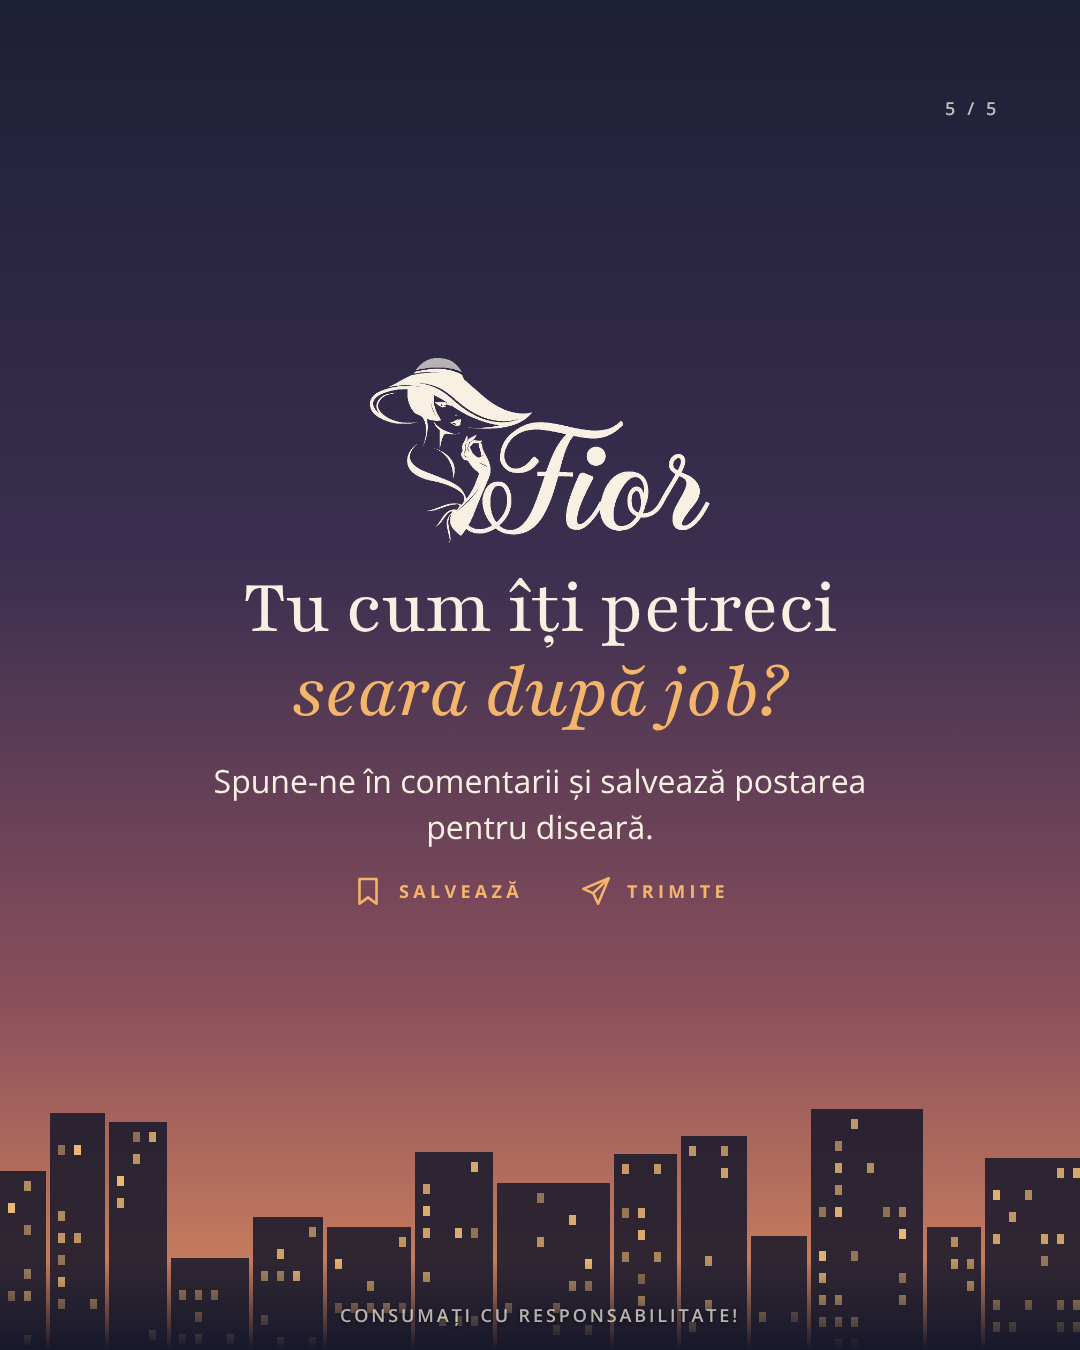 5 / 5
Fior
Tu cum îți petreci
seara după job?
Spune-ne în comentarii și salvează postarea
pentru diseară.
SALVEAZĂ TRIMITE
CONSUMAȚI CU RESPONSABILITATE!